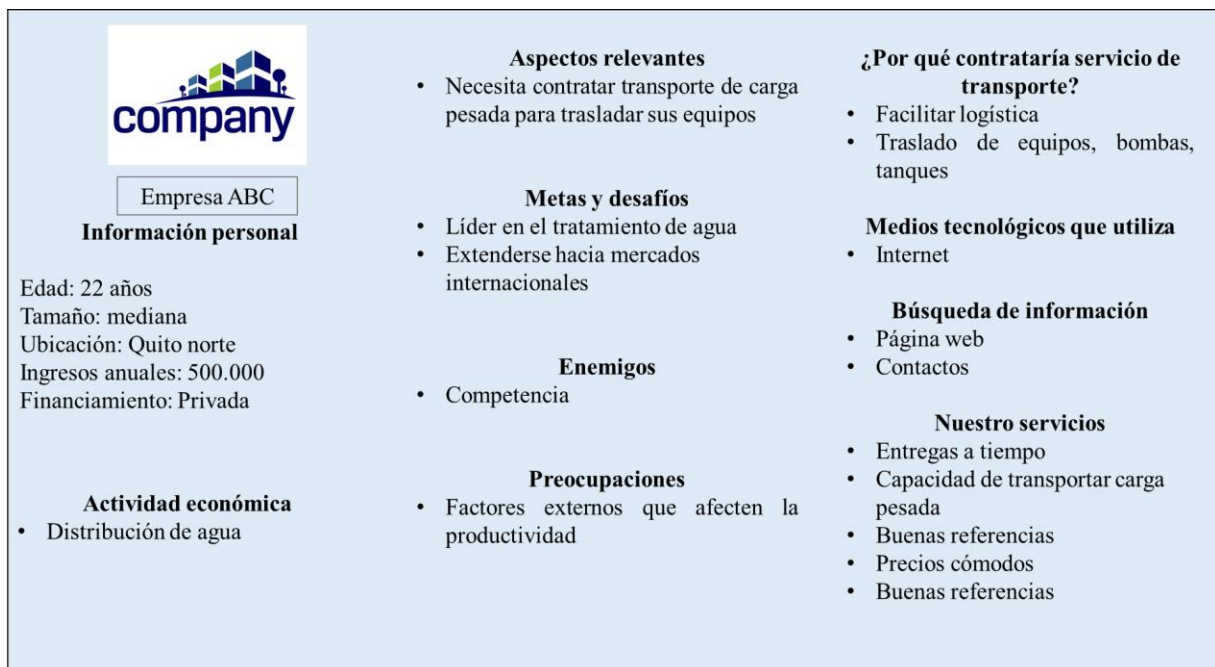 company
Empresa ABC
Información personal
Edad: 22 años
Tamaño: mediana
Ubicación: Quito norte
Ingresos anuales: 500.000
Financiamiento: Privada
Actividad económica
• Distribución de agua
Aspectos relevantes
• Necesita contratar transporte de carga
pesada para trasladar sus equipos
Metas y desafíos
• Líder en el tratamiento de agua
• Extenderse hacia mercados
internacionales
Enemigos
• Competencia
Preocupaciones
• Factores externos que afecten la
productividad
¿Por qué contrataría servicio de
transporte?
• Facilitar logística
• Traslado de equipos, bombas,
tanques
Medios tecnológicos que utiliza
• Internet
Búsqueda de información
• Página web
• Contactos
Nuestro servicios
• Entregas a tiempo
• Capacidad de transportar carga
pesada
• Buenas referencias
• Precios cómodos
• Buenas referencias